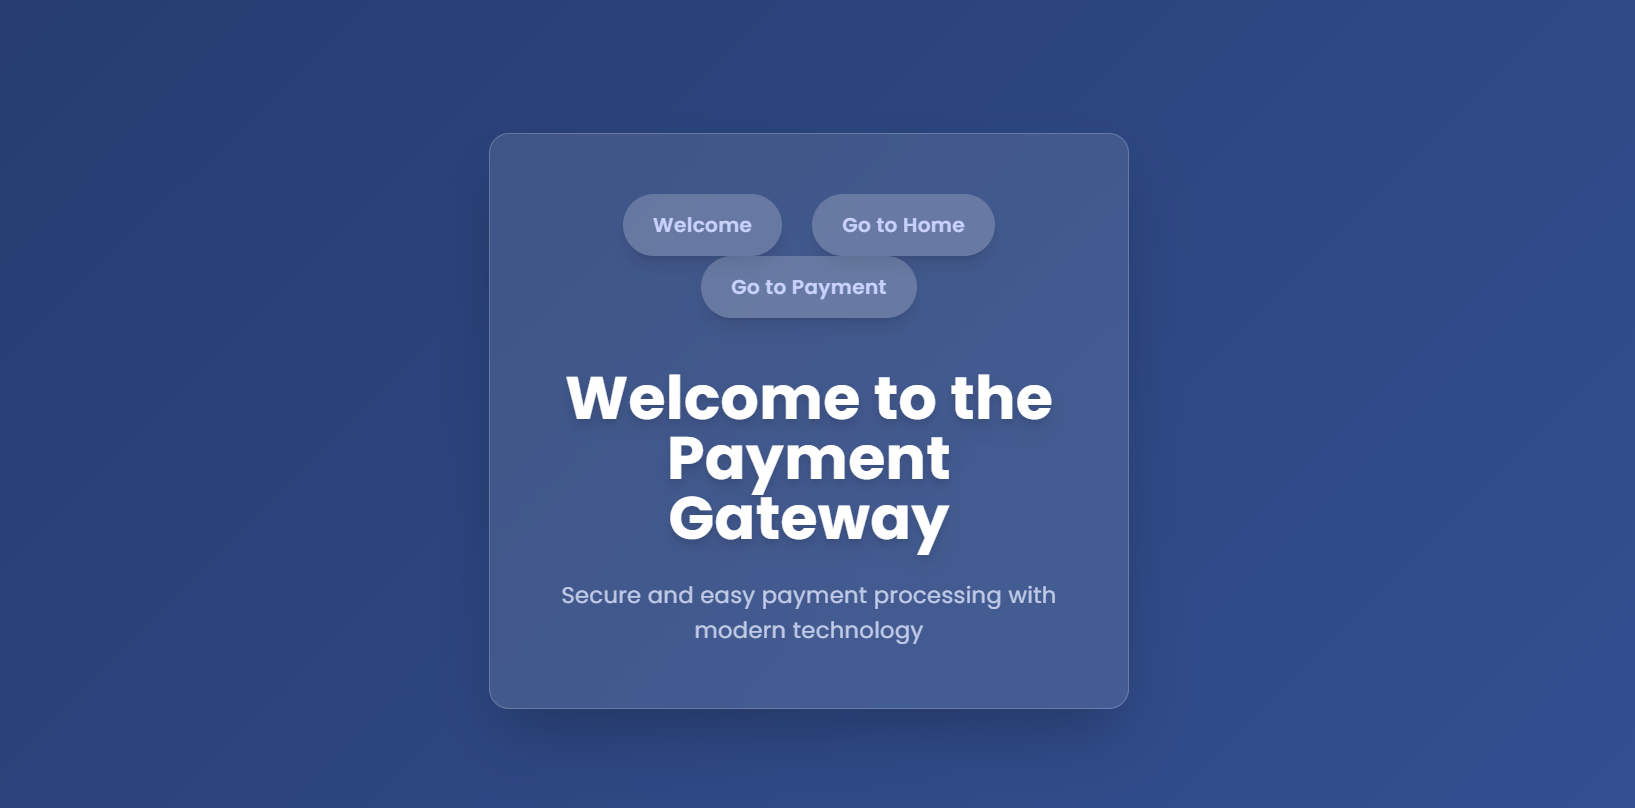 Welcome
Go to Home
Go to Payment
Welcome to the
Payment
Gateway
Secure and easy payment processing with
modern technology